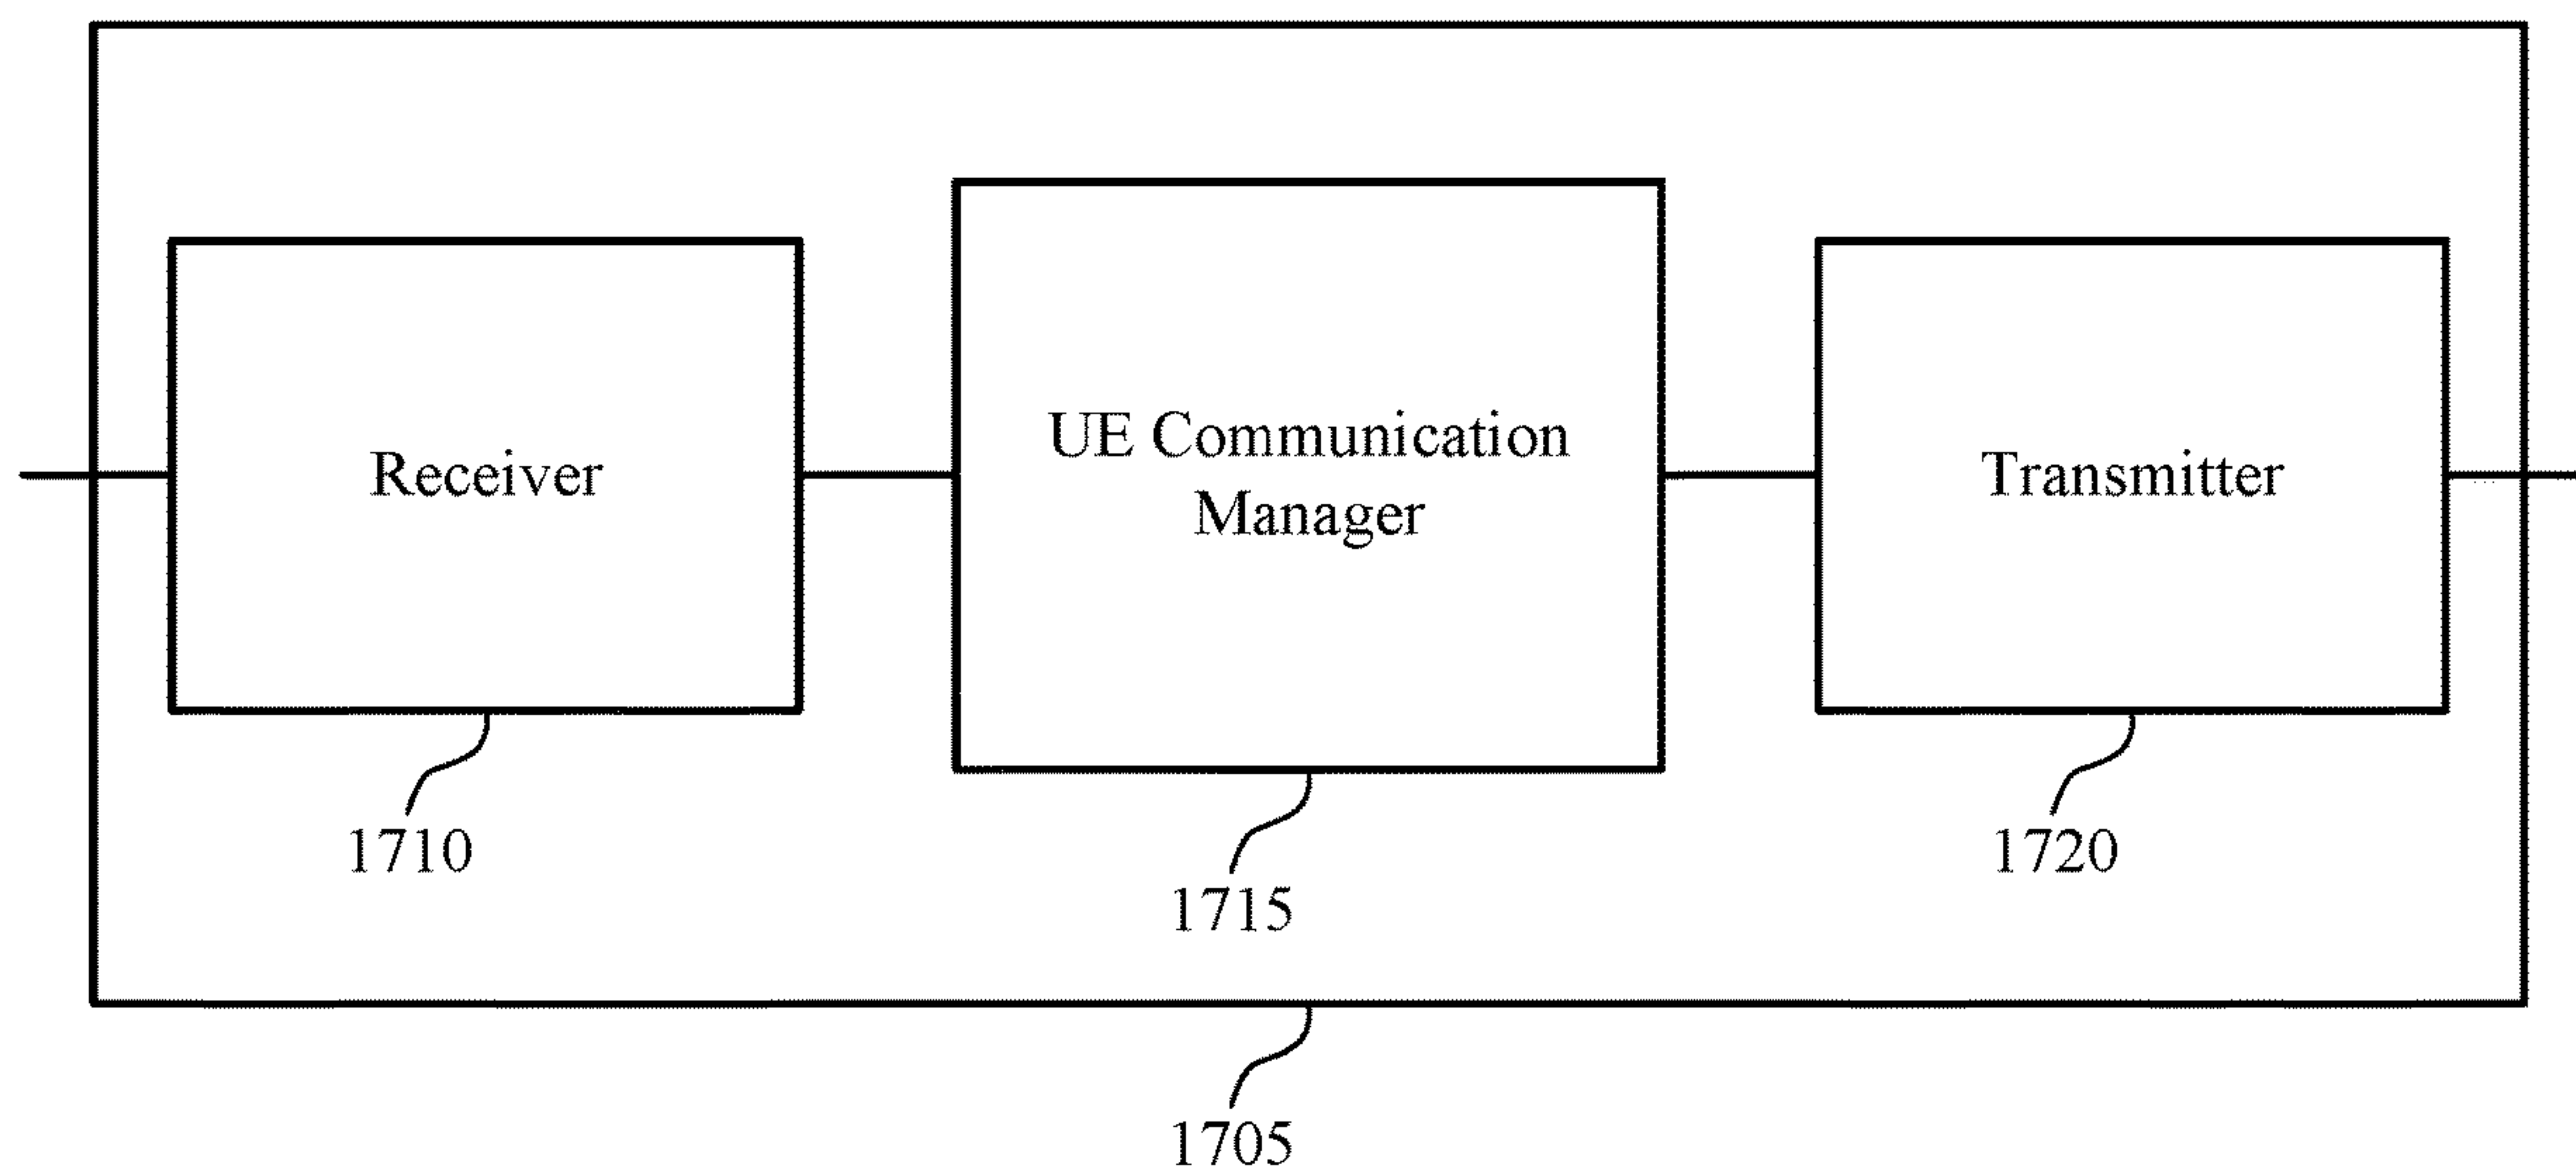 Receiver
UE Communication
Manager
Transmitter
1710
1715
1720
1705